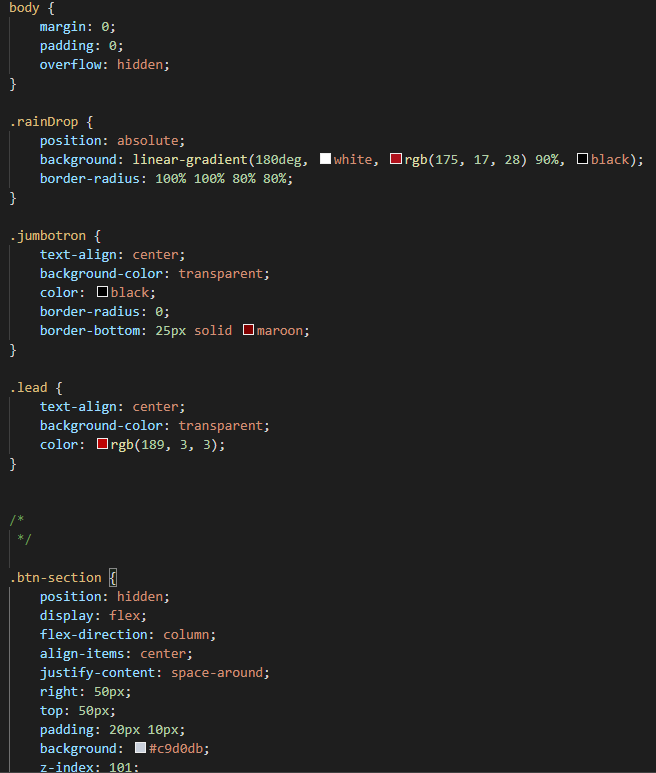 body {
    margin: 0;
    padding: 0;
    overflow: hidden;
}

.rainDrop {
    position: absolute;
    background: linear-gradient(180deg, white, rgb(175, 17, 28) 90%, black);
    border-radius: 100% 100% 80% 80%;
}

.jumbotron {
    text-align: center;
    background-color: transparent;
    color: black;
    border-radius: 0;
    border-bottom: 25px solid maroon;
}

.lead {
    text-align: center;
    background-color: transparent;
    color: rgb(189, 3, 3);
}


/*
 */

.btn-section {
    position: hidden;
    display: flex;
    flex-direction: column;
    align-items: center;
    justify-content: space-around;
    right: 50px;
    top: 50px;
    padding: 20px 10px;
    background: #c9d0db;
    z-index: 101;